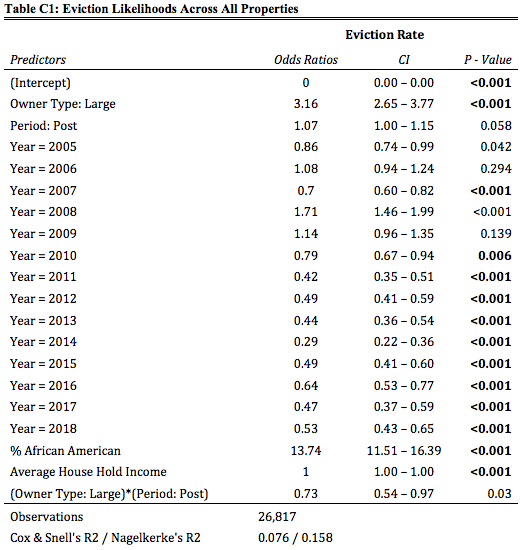 Table C1: Eviction Likelihoods Across All Properties
Eviction Rate
Predictors Odds Ratios CI P - Value
(Intercept) 0 0.00 – 0.00 <0.001
Owner Type: Large 3.16 2.65 – 3.77 <0.001
Period: Post 1.07 1.00 – 1.15 0.058
Year = 2005 0.86 0.74 – 0.99 0.042
Year = 2006 1.08 0.94 – 1.24 0.294
Year = 2007 0.7 0.60 – 0.82 <0.001
Year = 2008 1.71 1.46 – 1.99 <0.001
Year = 2009 1.14 0.96 – 1.35 0.139
Year = 2010 0.79 0.67 – 0.94 0.006
Year = 2011 0.42 0.35 – 0.51 <0.001
Year = 2012 0.49 0.41 – 0.59 <0.001
Year = 2013 0.44 0.36 – 0.54 <0.001
Year = 2014 0.29 0.22 – 0.36 <0.001
Year = 2015 0.49 0.41 – 0.60 <0.001
Year = 2016 0.64 0.53 – 0.77 <0.001
Year = 2017 0.47 0.37 – 0.59 <0.001
Year = 2018 0.53 0.43 – 0.65 <0.001
% African American 13.74 11.51 – 16.39 <0.001
Average House Hold Income 1 1.00 – 1.00 <0.001
(Owner Type: Large)*(Period: Post) 0.73 0.54 – 0.97 0.03
Observations 26,817
Cox & Snell's R2 / Nagelkerke's R2 0.076 / 0.158